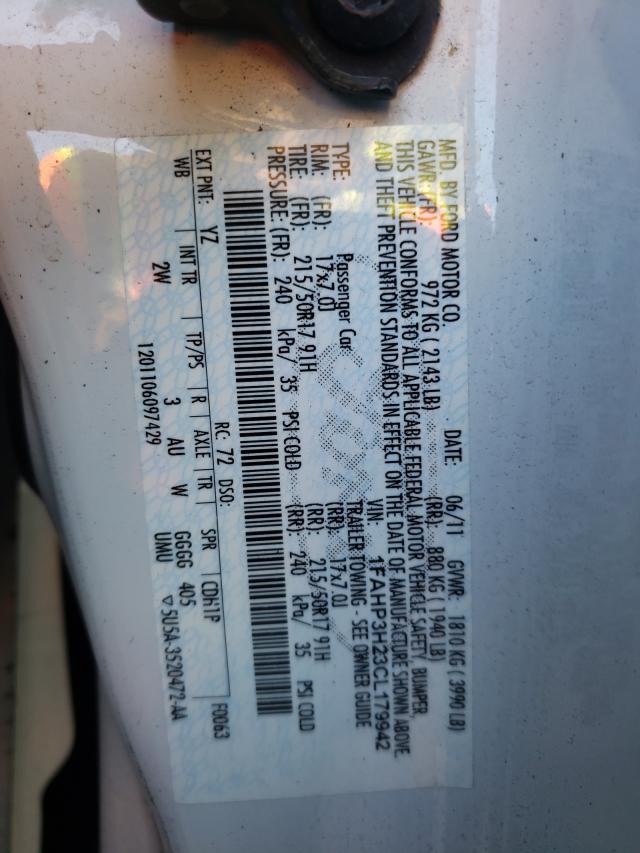 MFD. BY FORD MOTOR CO. DATE: 06/11 GVWR: 1810 KG ( 3990 LB)
GAWR: (FR): 972 KG ( 2143 LB) (RR): 880 KG ( 1940 LB)
THIS VEHICLE CONFORMS TO ALL APPLICABLE FEDERAL MOTOR VEHICLE SAFETY, BUMPER,
AND THEFT PREVENTION STANDARDS IN EFFECT ON THE DATE OF MANUFACTURE SHOWN ABOVE.
VIN: 1FAHP3H23CL179942
TYPE: Passenger Car TRAILER TOWING - SEE OWNER GUIDE
RIM: (FR): 17x7.0J (RR): 17x7.0J
TIRE: (FR): 215/50R17 91H (RR): 215/50R17 91H
PRESSURE: (FR): 240 kPa/ 35 PSI COLD (RR): 240 kPa/ 35 PSI COLD
RC: 72 DSO: F0063
EXT PNT: YZ INT TR TP/PS R AXLE TR SPR CDH1P
WB 2W 3 AU W GGGG 405
120110609 7429 UMU ▽5U5A-3520472-AA